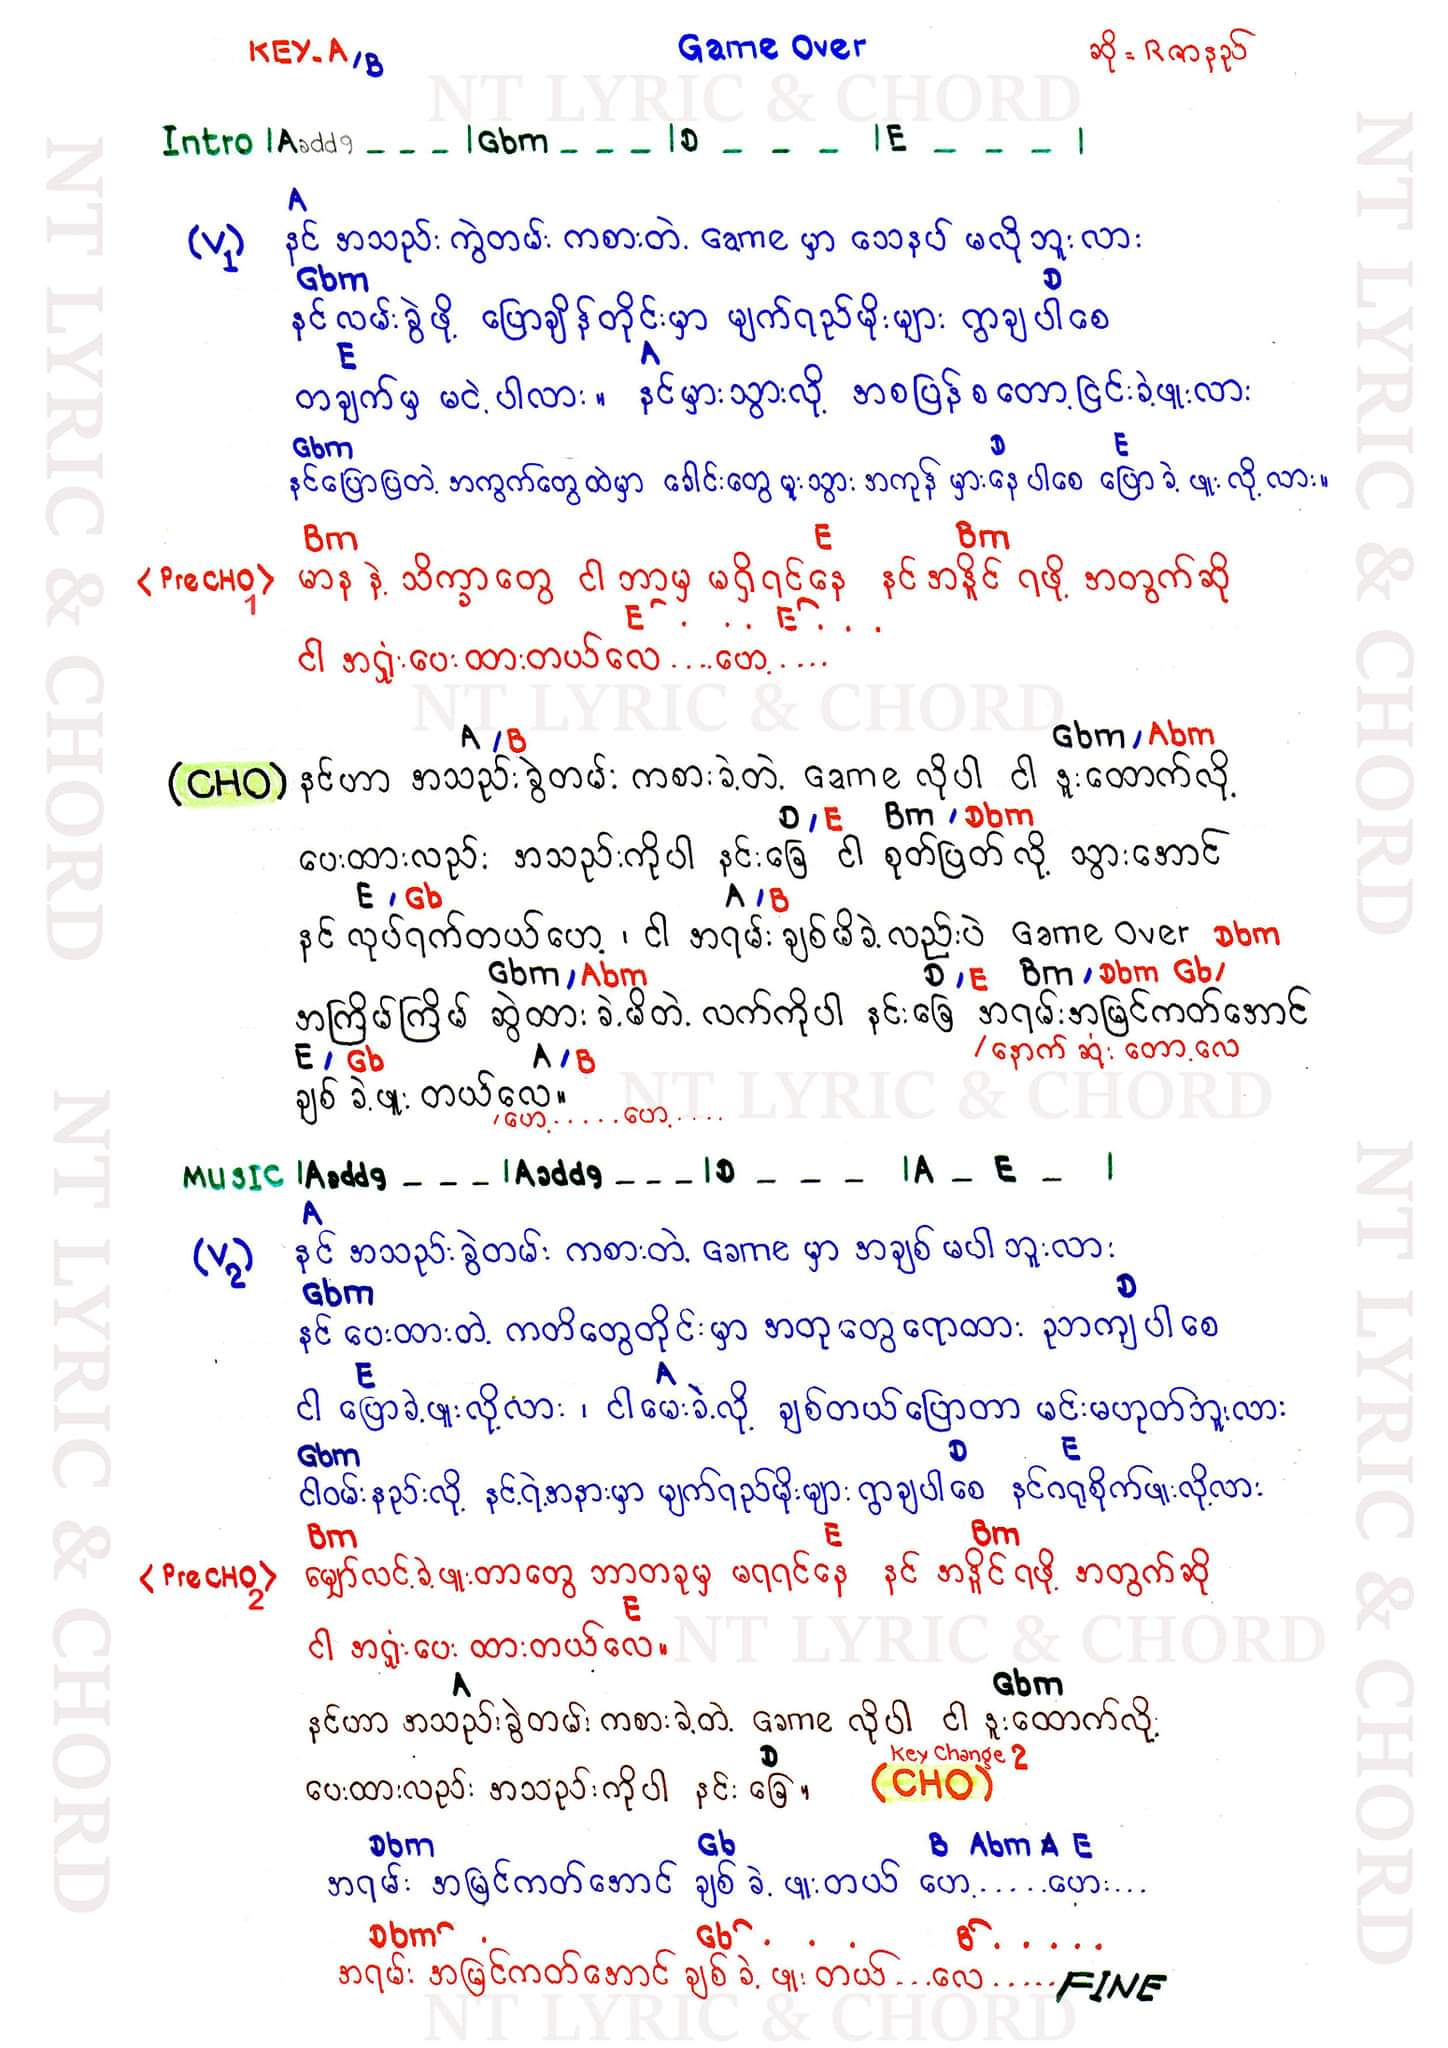 KEY-A/B Game Over ဆို = Rဇာနည်
NT LYRIC & CHORD
Intro |Aadd9 _ _ _ |Gbm _ _ _ |D _ _ _ |E _ _ _ |
A
(V1) နင် အသည်းကွဲတမ်း ကစားတဲ့ Game မှာ သေနပ် မလိုဘူးလား
Gbm D
နင်လမ်းခွဲဖို့ ပြောချိန်တိုင်းမှာ မျက်ရည်မိုးများ ရွာချပါစေ
E A
တချက်မှ မငဲ့ပါလား။ နင်မှားသွားလို့ အစပြန်စတော့ ငြင်းခဲ့ဖူးလား
Gbm D E
နင်ပြောပြတဲ့ အကွက်တွေထဲမှာ ခေါင်းတွေမူးသွား အကုန်မှားနေပါစေ ပြောခဲ့ဖူးလို့လား။
Bm E Bm
<PreCHO1> မာန နဲ့ သိက္ခာတွေ ငါ ဘာမှ မရှိရင်နေ နင် အနိုင် ရဖို့ အတွက်ဆို
E . . . E . . .
ငါ အရှုံးပေးထားတယ်လေ ....ဟေ့.....
NT LYRIC & CHORD
A/B Gbm/Abm
(CHO) နင်ဟာ အသည်းခွဲတမ်း ကစားခဲ့တဲ့ Game လိုပါ ငါ ဒူးထောက်လို့
D/E Bm/Dbm
ပေးထားလည်း အသည်းကိုပါ နင်းခြေ ငါ စုတ်ပြတ်လို့ သွားအောင်
E/Gb A/B
နင် လုပ်ရက်တယ်ဟေ့၊ ငါ အရမ်းချစ်မိခဲ့လည်းပဲ Game Over Dbm
Gbm/Abm D/E Bm/Dbm Gb/
အကြိမ်ကြိမ် ဆွဲထားခဲ့မိတဲ့ လက်ကိုပါ နင်းခြေ အရမ်းအမြင်ကတ်အောင်
/နောက်ဆုံးတော့လေ
E/Gb A/B
ချစ်ခဲ့ဖူးတယ်လေ။
/ဟေ့......ဟေ့.....
NT LYRIC & CHORD
MUSIC |Aadd9 _ _ _ |Aadd9 _ _ _ |D _ _ _ |A _ E _ |
A
(V2) နင် အသည်းခွဲတမ်း ကစားတဲ့ Game မှာ အချစ် မပါဘူးလား
Gbm D
နင် ပေးထားတဲ့ ကတိတွေတိုင်းမှာ အတုတွေရောထား ဥဘကျပါစေ
E A
ငါ ပြောခဲ့ဖူးလို့လား၊ ငါမေးခဲ့လို့ ချစ်တယ်ပြောတာ မင်းမဟုတ်ဘူးလား
Gbm D E
ငါဝမ်းနည်းလို့ နင့်ရဲ့အနားမှာ မျက်ရည်မိုးများ ရွာချပါစေ နင်ဂရုစိုက်ဖူးလို့လား
Bm E Bm
<PreCHO2> မျှော်လင့်ခဲ့ဖူးတာတွေ ဘာတခုမှ မရရင်နေ နင် အနိုင်ရဖို့ အတွက်ဆို
E
ငါ အရှုံးပေးထားတယ်လေ။
NT LYRIC & CHORD
A Gbm
နင်ဟာ အသည်းခွဲတမ်း ကစားခဲ့တဲ့ Game လိုပါ ငါ ဒူးထောက်လို့
D Key Change 2
ပေးထားလည်း အသည်းကိုပါ နင်းခြေ။ (CHO)
Dbm Gb B Abm A E
အရမ်း အမြင်ကတ်အောင် ချစ်ခဲ့ဖူးတယ် ဟေ့......ဟေး...
Dbm . Gb . . . B . . . . .
အရမ်း အမြင်ကတ်အောင် ချစ်ခဲ့ဖူးတယ်...လေ......FINE
NT LYRIC & CHORD
NT LYRIC & CHORD
NT LYRIC & CHORD
NT LYRIC & CHORD
NT LYRIC & CHORD